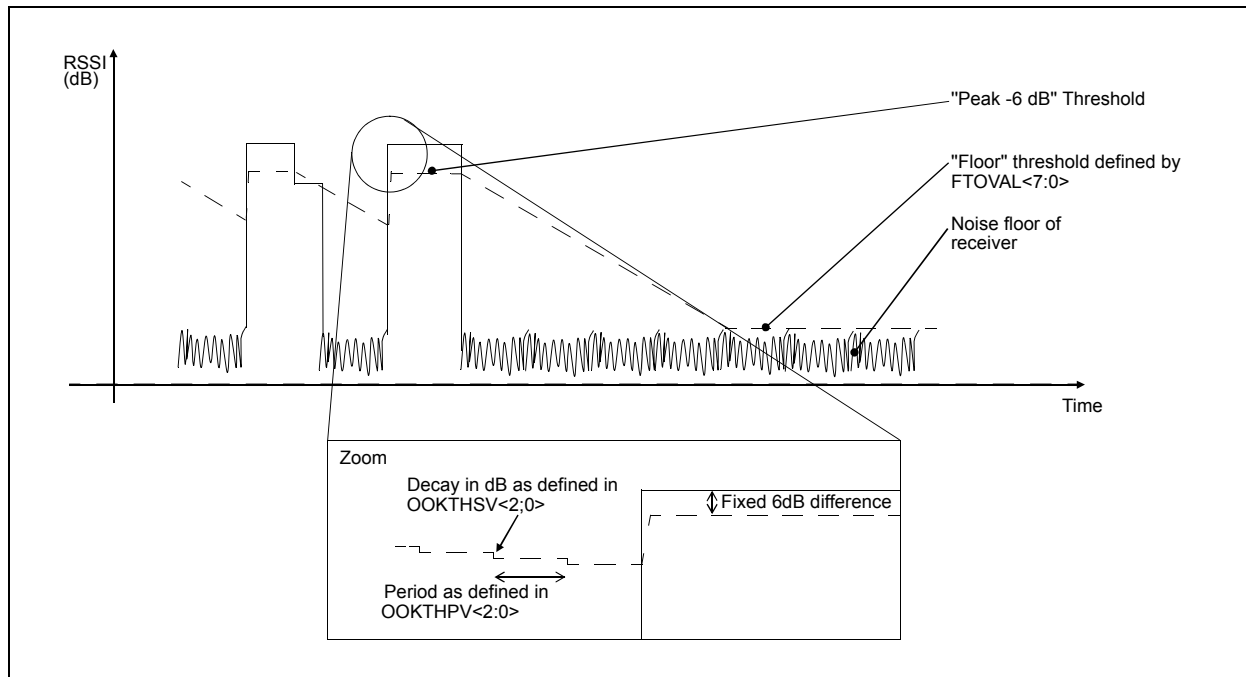 RSSI
(dB)
"Peak -6 dB" Threshold
"Floor" threshold defined by
FTOVAL<7:0>
Noise floor of
receiver
Time
Zoom
Decay in dB as defined in
OOKTHSV<2;0>
Fixed 6dB difference
Period as defined in
OOKTHPV<2:0>